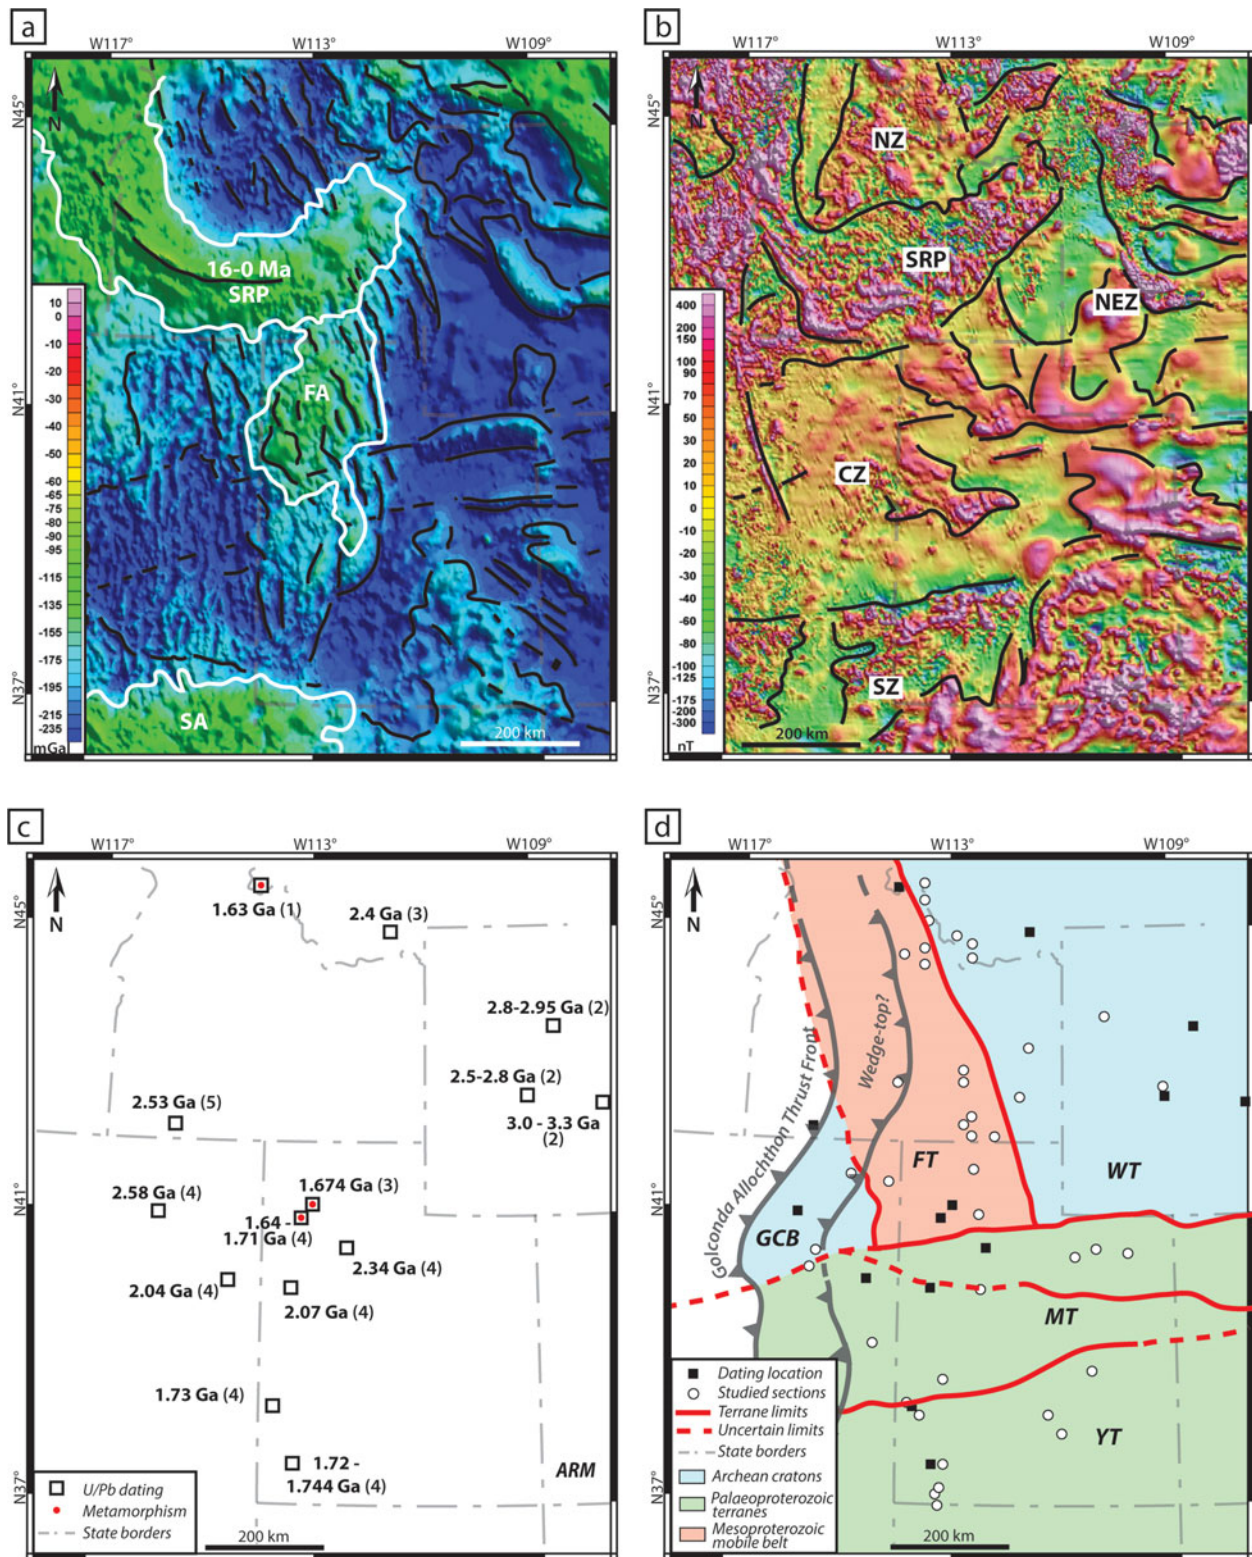 a
W117°
W113°
W109°
N45°
N
16-0 Ma
SRP
FA
N41°
N37°
SA
10
0
-10
-20
-30
-40
-50
-60
-65
-75
-80
-90
-95
-115
-135
-155
-175
-195
-215
-235
mGa
200 km
b
W117°
W113°
W109°
N45°
N
NZ
SRP
NEZ
N41°
CZ
N37°
SZ
400
200
150
100
90
70
50
30
20
10
0
-10
-20
-30
-40
-60
-80
-100
-125
-175
-200
-300
nT
200 km
c
W117°
W113°
W109°
N45°
N
1.63 Ga (1)
2.4 Ga (3)
2.8-2.95 Ga (2)
2.5-2.8 Ga (2)
3.0 - 3.3 Ga
(2)
2.53 Ga (5)
N41°
2.58 Ga (4)
1.674 Ga (3)
1.64 -
1.71 Ga (4)
2.34 Ga (4)
2.04 Ga (4)
2.07 Ga (4)
1.73 Ga (4)
1.72 -
1.744 Ga (4)
ARM
N37°
U/Pb dating
Metamorphism
State borders
200 km
d
W117°
W113°
W109°
N45°
N
Golconda Allochthon Thrust Front
Wedge-top?
FT
WT
N41°
GCB
MT
YT
N37°
Dating location
Studied sections
Terrane limits
Uncertain limits
State borders
Archean cratons
Palaeoproterozoic
terranes
Mesoproterozoic
mobile belt
200 km